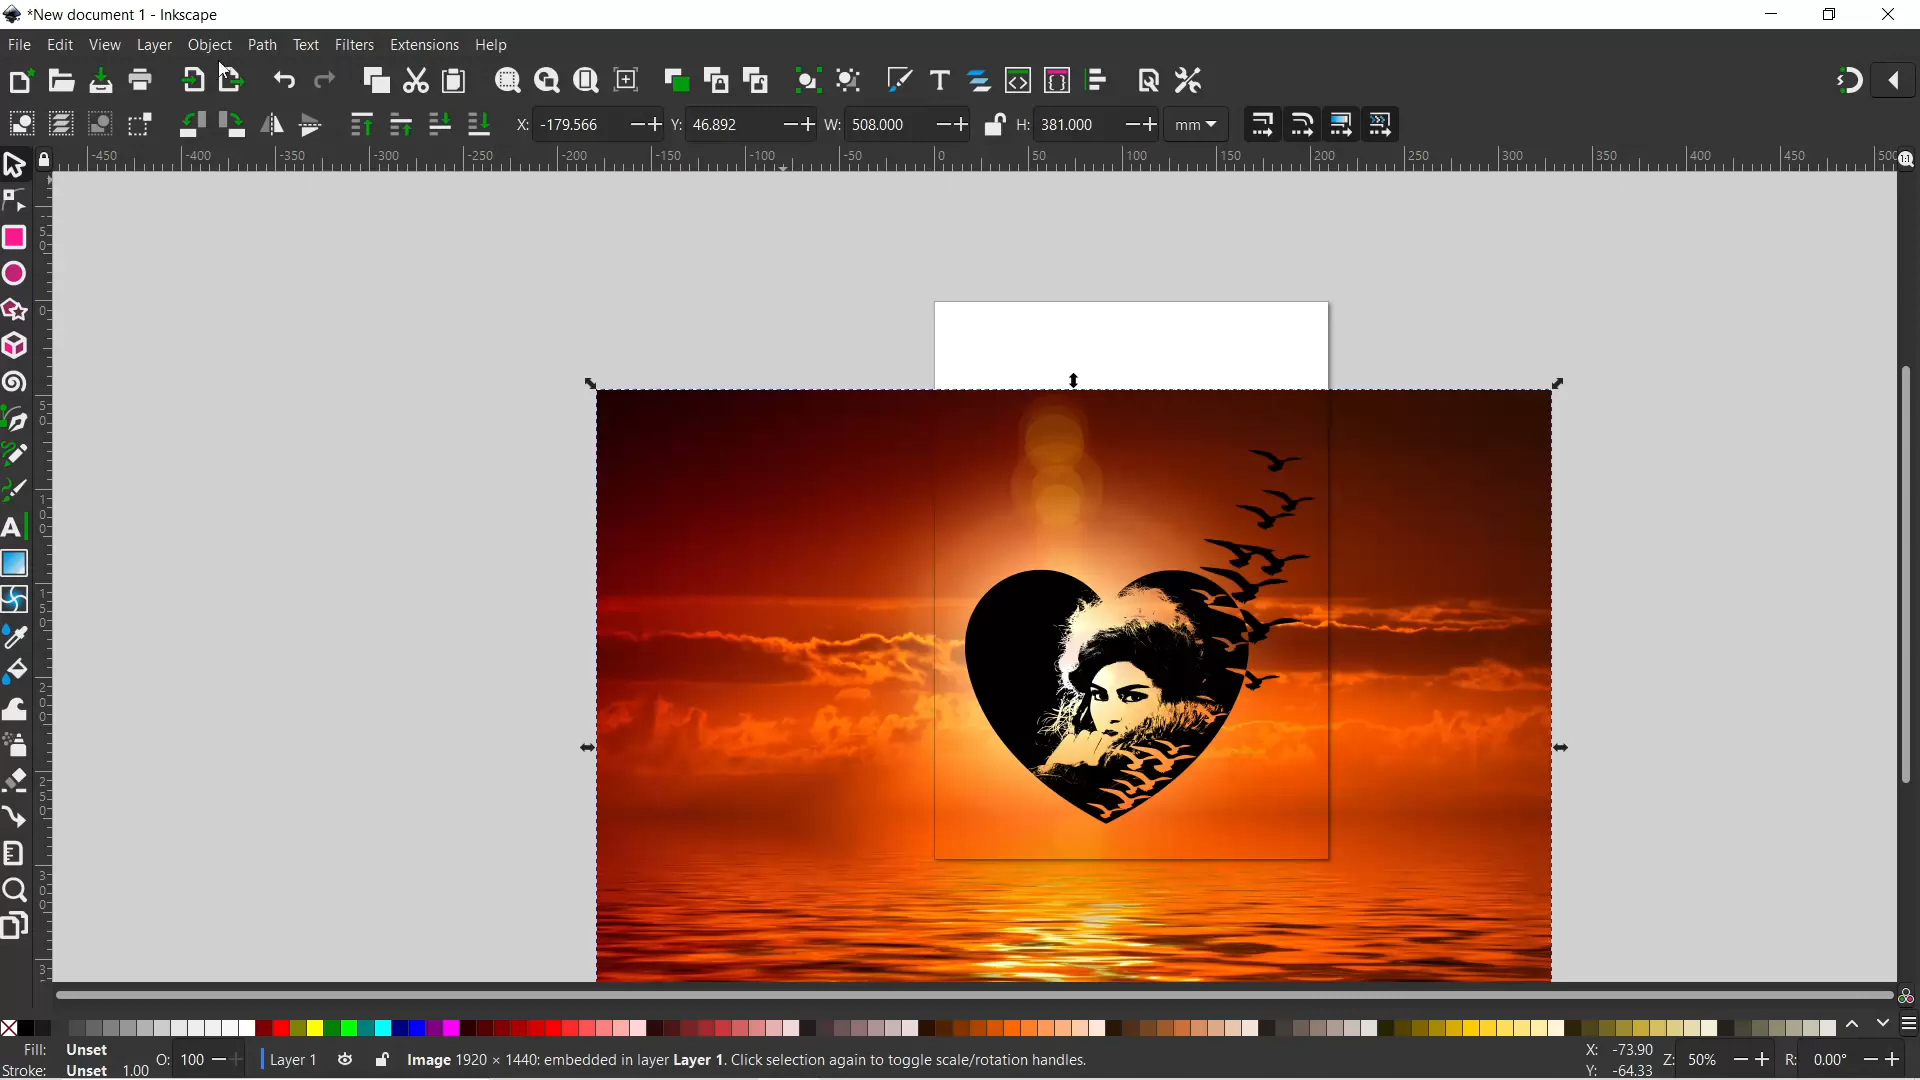 *New document 1 - Inkscape
File Edit View Layer Object Path Text Filters Extensions Help
X: -179.566 Y: 46.892 W: 508.000 H: 381.000 mm
-450 -400 -350 -300 -250 -200 -150 -100 -50 0 50 100 150 200 250 300 350 400 450 500
Fill: Unset
Stroke: Unset 1.00
O: 100
Layer 1
Image 1920 × 1440: embedded in layer Layer 1. Click selection again to toggle scale/rotation handles.
X: -73.90
Y: -64.33
Z: 50%
R: 0.00°